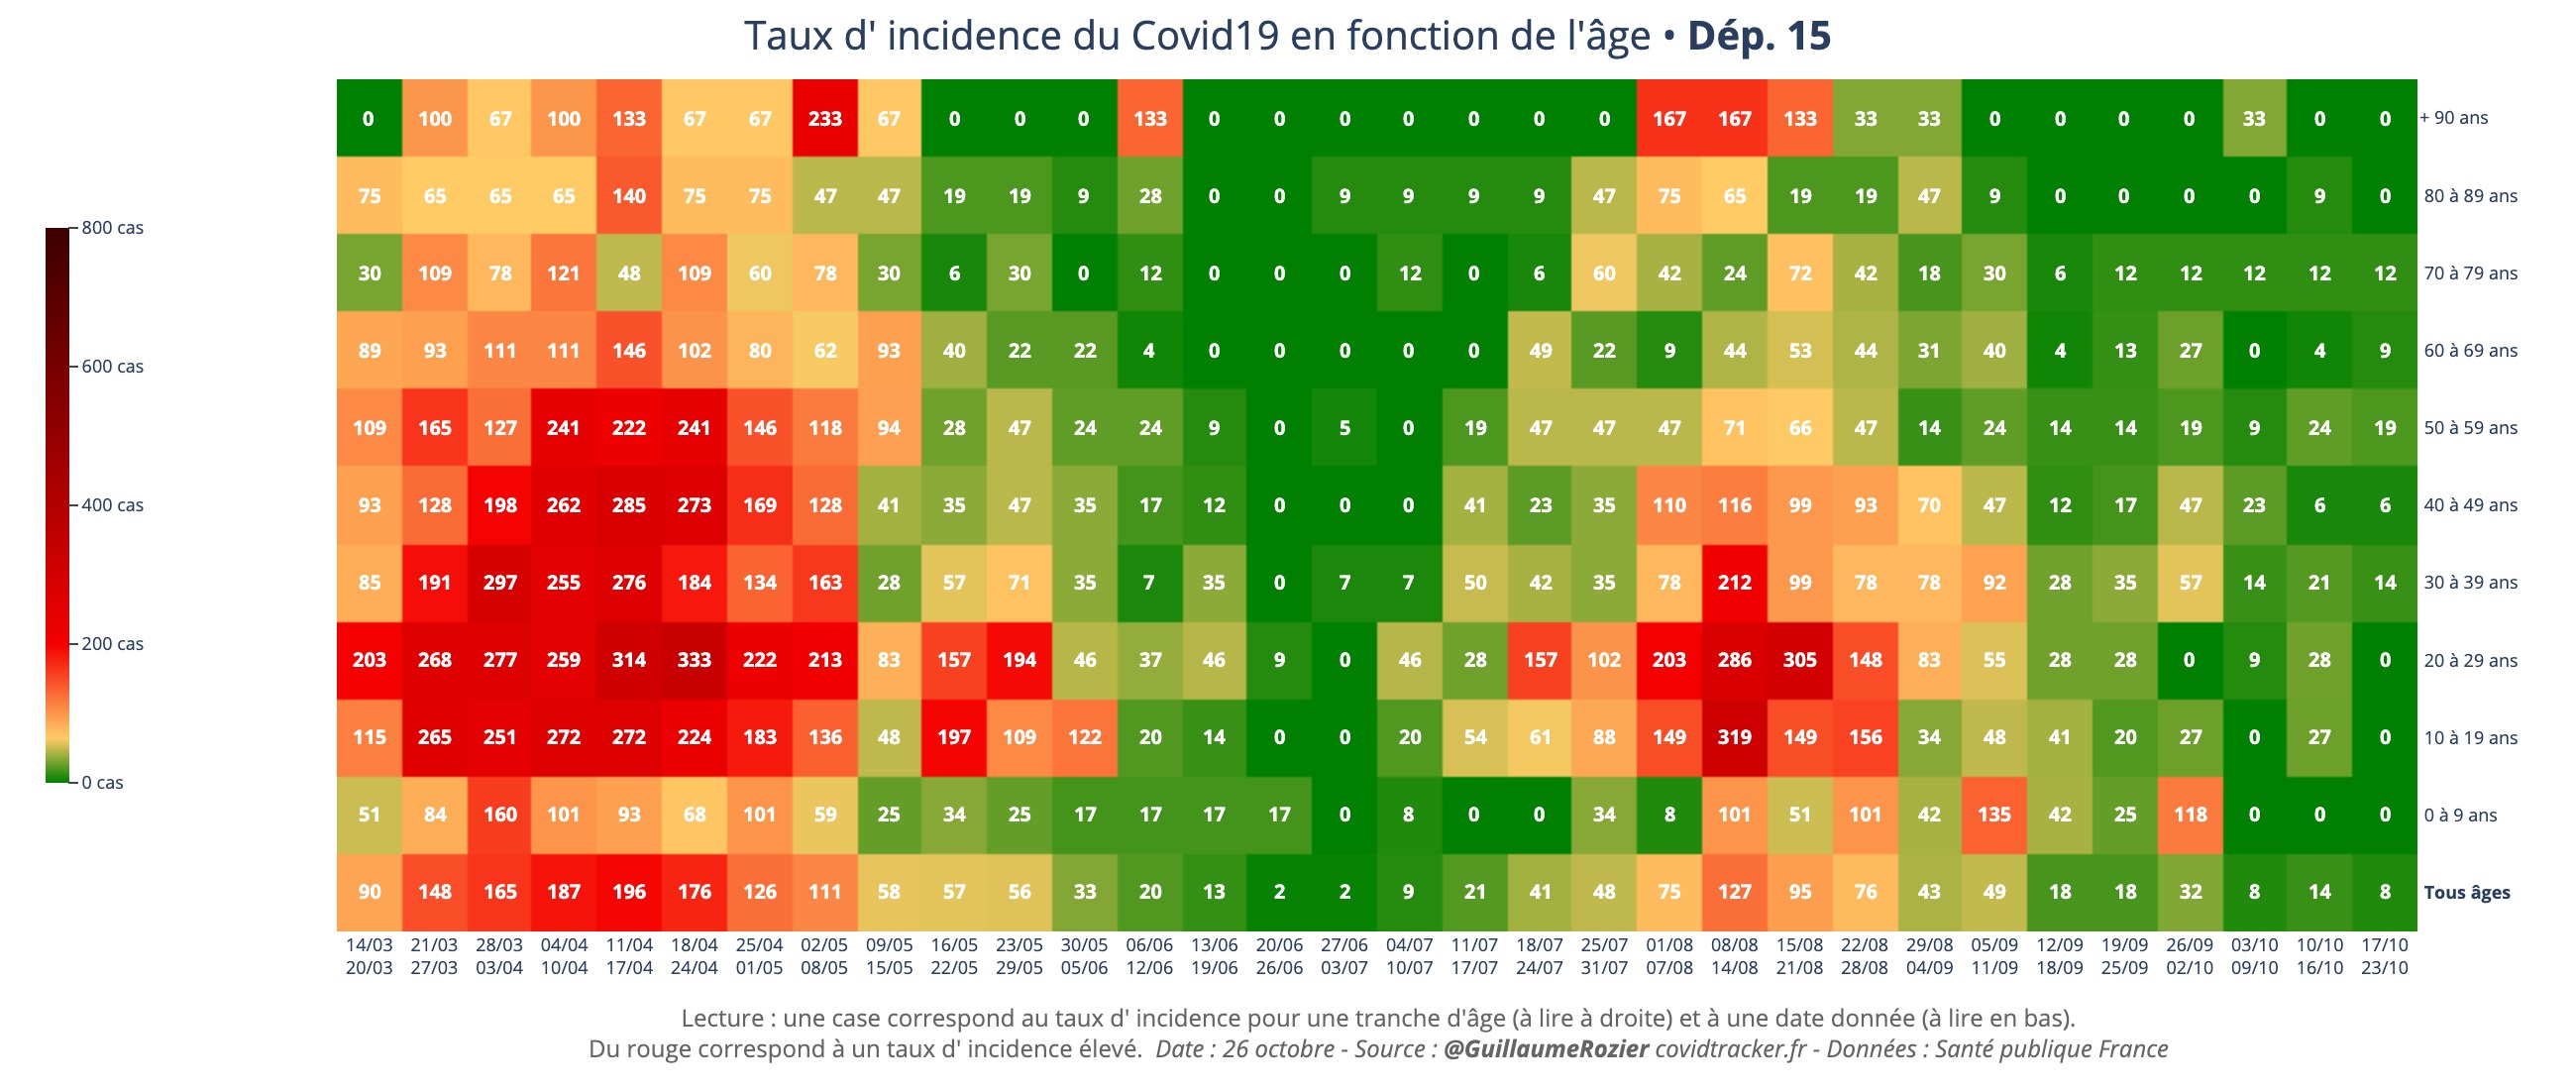 Taux d' incidence du Covid19 en fonction de l'âge • Dép. 15
800 cas
600 cas
400 cas
200 cas
0 cas
0 100 67 100 133 67 67 233 67 0 0 0 133 0 0 0 0 0 0 0 167 167 133 33 33 0 0 0 0 33 0 0 + 90 ans
75 65 65 65 140 75 75 47 47 19 19 9 28 0 0 9 9 9 9 47 75 65 19 19 47 9 0 0 0 0 9 0 80 à 89 ans
30 109 78 121 48 109 60 78 30 6 30 0 12 0 0 0 12 0 6 60 42 24 72 42 18 30 6 12 12 12 12 12 70 à 79 ans
89 93 111 111 146 102 80 62 93 40 22 22 4 0 0 0 0 0 49 22 9 44 53 44 31 40 4 13 27 0 4 9 60 à 69 ans
109 165 127 241 222 241 146 118 94 28 47 24 24 9 0 5 0 19 47 47 47 71 66 47 14 24 14 14 19 9 24 19 50 à 59 ans
93 128 198 262 285 273 169 128 41 35 47 35 17 12 0 0 0 41 23 35 110 116 99 93 70 47 12 17 47 23 6 6 40 à 49 ans
85 191 297 255 276 184 134 163 28 57 71 35 7 35 0 7 7 50 42 35 78 212 99 78 78 92 28 35 57 14 21 14 30 à 39 ans
203 268 277 259 314 333 222 213 83 157 194 46 37 46 9 0 46 28 157 102 203 286 305 148 83 55 28 28 0 9 28 0 20 à 29 ans
115 265 251 272 272 224 183 136 48 197 109 122 20 14 0 0 20 54 61 88 149 319 149 156 34 48 41 20 27 0 27 0 10 à 19 ans
51 84 160 101 93 68 101 59 25 34 25 17 17 17 17 0 8 0 0 34 8 101 51 101 42 135 42 25 118 0 0 0 0 à 9 ans
90 148 165 187 196 176 126 111 58 57 56 33 20 13 2 2 9 21 41 48 75 127 95 76 43 49 18 18 32 8 14 8 Tous âges
14/03 21/03 28/03 04/04 11/04 18/04 25/04 02/05 09/05 16/05 23/05 30/05 06/06 13/06 20/06 27/06 04/07 11/07 18/07 25/07 01/08 08/08 15/08 22/08 29/08 05/09 12/09 19/09 26/09 03/10 10/10 17/10
20/03 27/03 03/04 10/04 17/04 24/04 01/05 08/05 15/05 22/05 29/05 05/06 12/06 19/06 26/06 03/07 10/07 17/07 24/07 31/07 07/08 14/08 21/08 28/08 04/09 11/09 18/09 25/09 02/10 09/10 16/10 23/10
Lecture : une case correspond au taux d' incidence pour une tranche d'âge (à lire à droite) et à une date donnée (à lire en bas).
Du rouge correspond à un taux d' incidence élevé. Date : 26 octobre - Source : @GuillaumeRozier covidtracker.fr - Données : Santé publique France